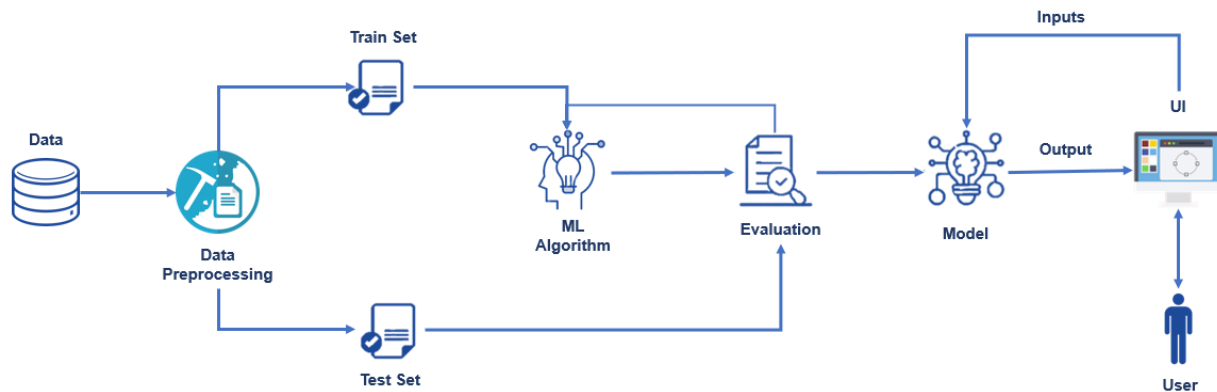 Inputs
Train Set
UI
Data
Output
ML
Algorithm
Evaluation
Model
Data
Preprocessing
Test Set
User